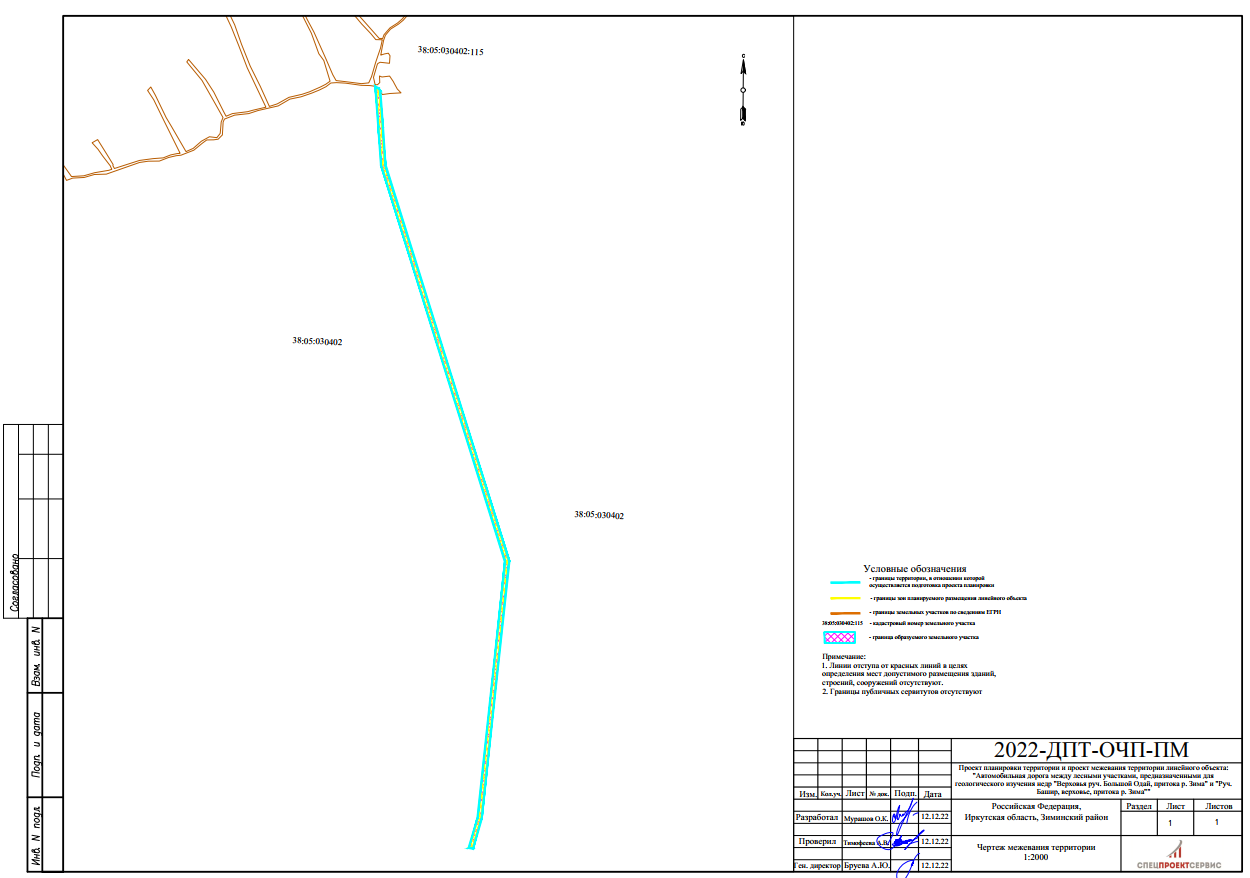 38:05:030402:115
С
Ю
38:05:030402
38:05:030402
Согласовано
Взам. инв. N
Подп. и дата
Инв. N подл.
Условные обозначения
- границы территории, в отношении которой
осуществляется подготовка проекта планировки
- границы зон планируемого размещения линейного объекта
- границы земельных участков по сведениям ЕГРН
38:05:030402:115 - кадастровый номер земельного участка
- граница образуемого земельного участка
Примечание:
1. Линии отступа от красных линий в целях
определения мест допустимого размещения зданий,
строений, сооружений отсутствуют.
2. Границы публичных сервитутов отсутствуют
2022-ДПТ-ОЧП-ПМ
Проект планировки территории и проект межевания территории линейного объекта:
"Автомобильная дорога между лесными участками, предназначенными для
геологического изучения недр "Верховья руч. Большой Одай, притока р. Зима" и "Руч.
Башир, верховье, притока р. Зима""
Изм. Кол.уч. Лист № док. Подп. Дата
Разработал Мурашов О.К. 12.12.22
Проверил Тимофеева А.В. 12.12.22
Ген. директор Бруева А.Ю. 12.12.22
Российская Федерация,
Иркутская область, Зиминский район
Раздел Лист Листов
1 1
Чертеж межевания территории
1:2000
СПЕЦПРОЕКТСЕРВИС